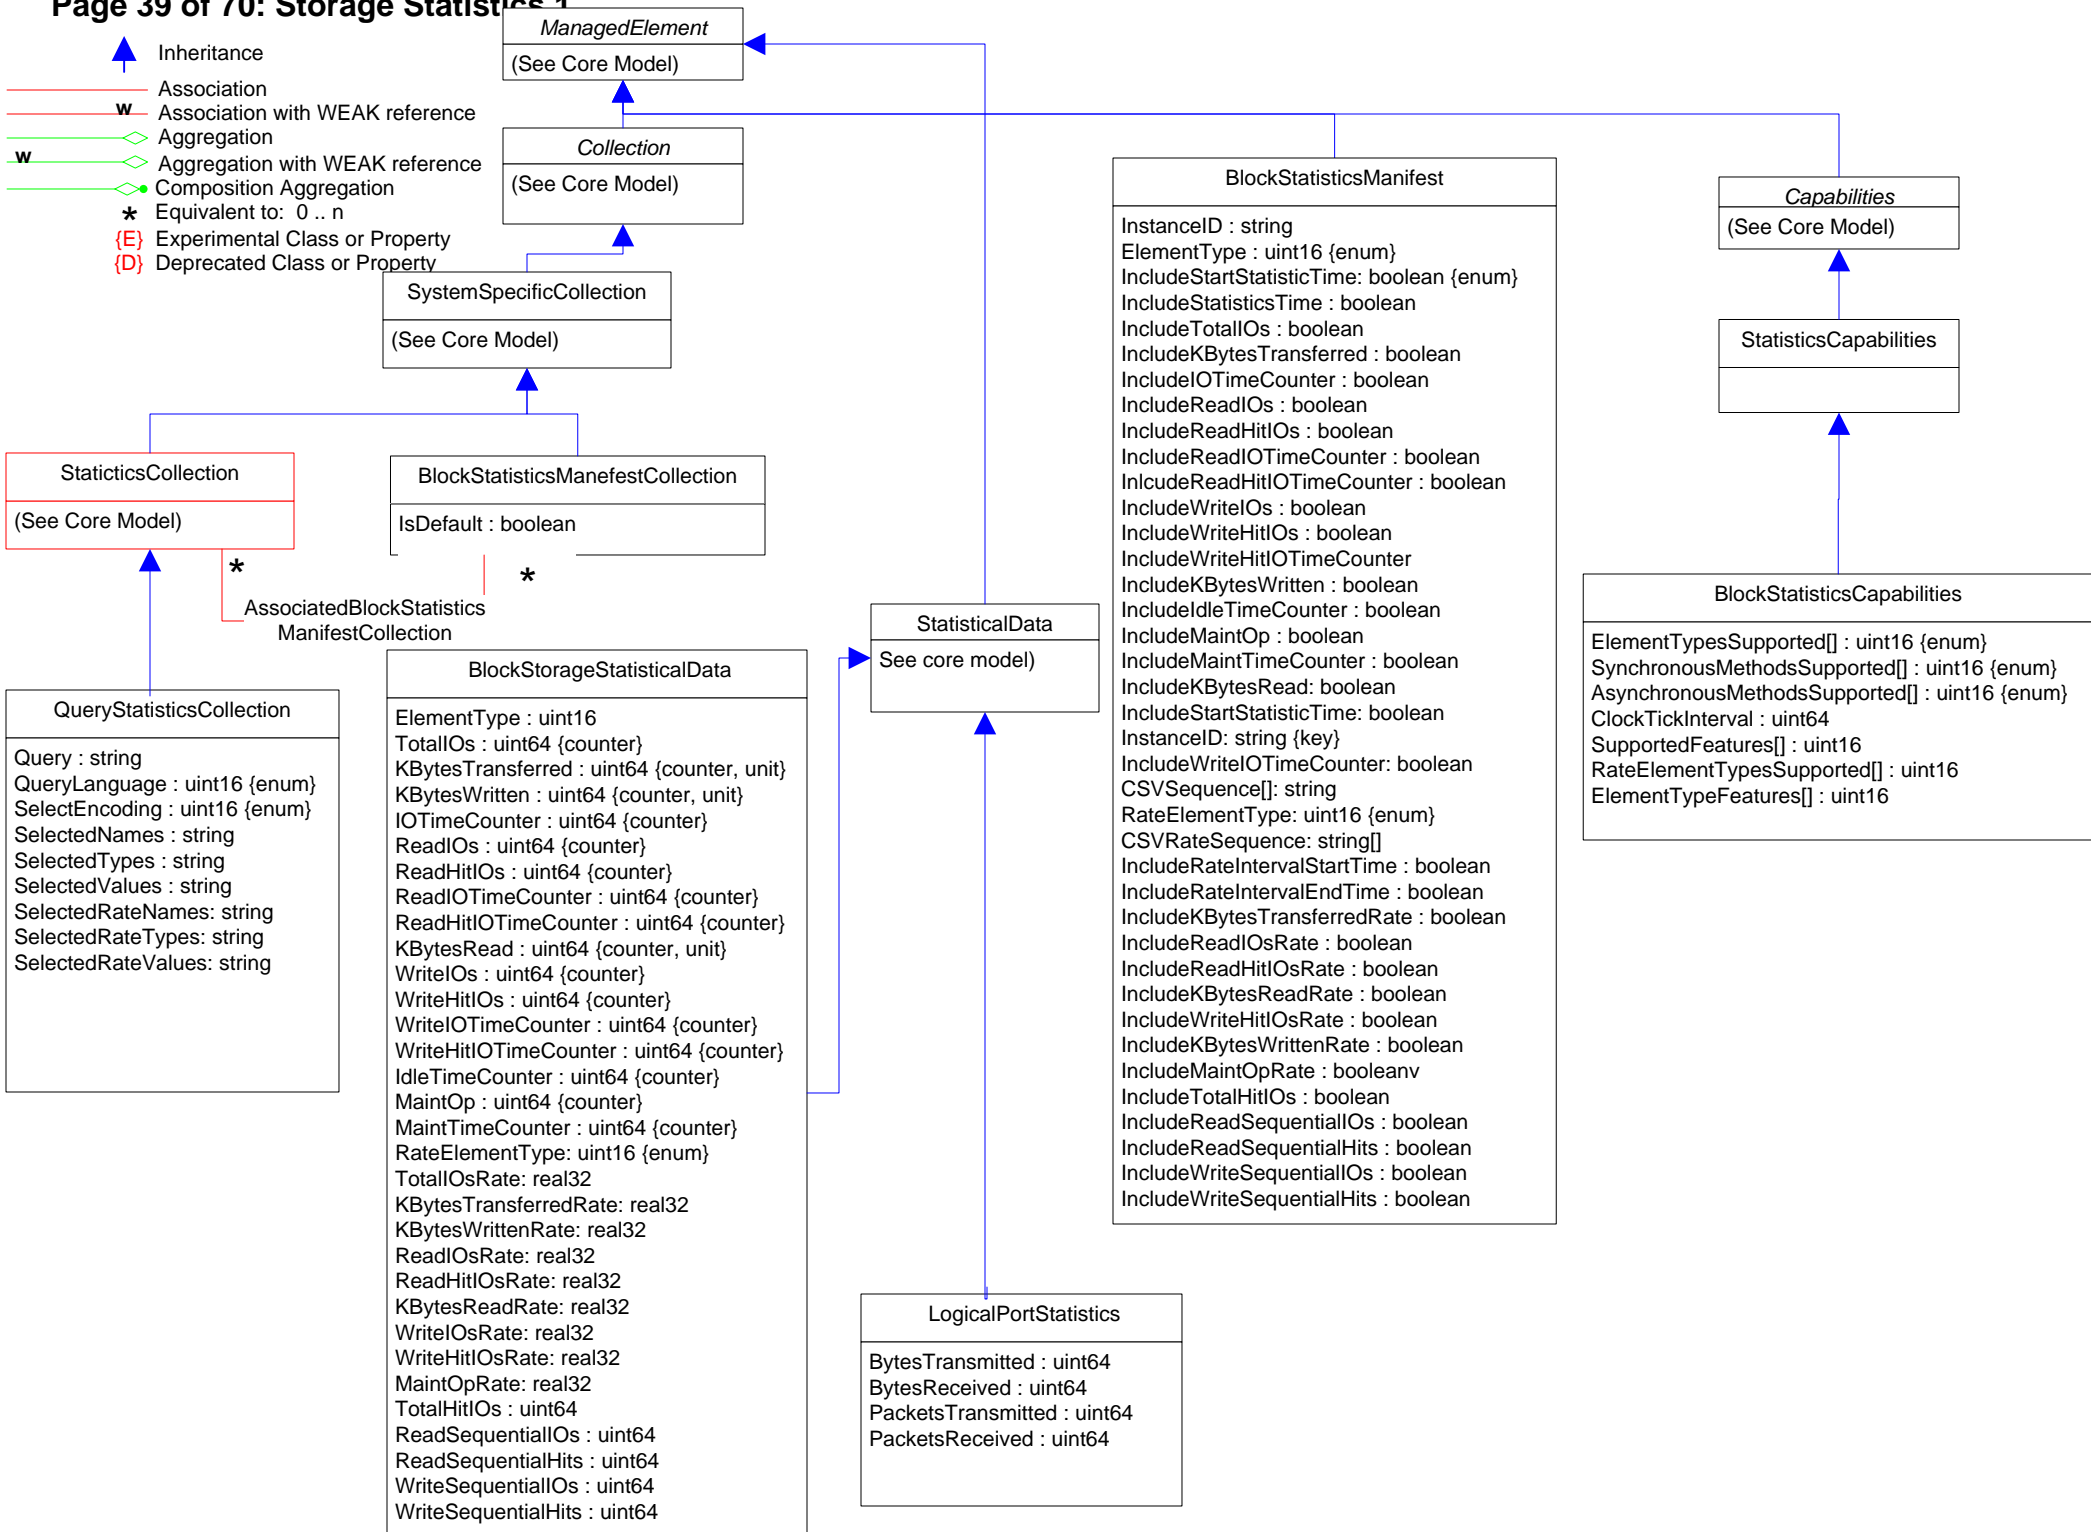 Page 39 of 70: Storage Statistics 1
Inheritance
Association
w
Association with WEAK reference
Aggregation
w
Aggregation with WEAK reference
Composition Aggregation
* Equivalent to: 0 .. n
{E} Experimental Class or Property
{D} Deprecated Class or Property
ManagedElement
(See Core Model)
Collection
(See Core Model)
SystemSpecificCollection
(See Core Model)
StaticticsCollection
(See Core Model)
*
BlockStatisticsManefestCollection
IsDefault : boolean
*
AssociatedBlockStatistics
ManifestCollection
QueryStatisticsCollection
Query : string
QueryLanguage : uint16 {enum}
SelectEncoding : uint16 {enum}
SelectedNames : string
SelectedTypes : string
SelectedValues : string
SelectedRateNames: string
SelectedRateTypes: string
SelectedRateValues: string
BlockStorageStatisticalData
ElementType : uint16
TotalIOs : uint64 {counter}
KBytesTransferred : uint64 {counter, unit}
KBytesWritten : uint64 {counter, unit}
IOTimeCounter : uint64 {counter}
ReadIOs : uint64 {counter}
ReadHitIOs : uint64 {counter}
ReadIOTimeCounter : uint64 {counter}
ReadHitIOTimeCounter : uint64 {counter}
KBytesRead : uint64 {counter, unit}
WriteIOs : uint64 {counter}
WriteHitIOs : uint64 {counter}
WriteIOTimeCounter : uint64 {counter}
WriteHitIOTimeCounter : uint64 {counter}
IdleTimeCounter : uint64 {counter}
MaintOp : uint64 {counter}
MaintTimeCounter : uint64 {counter}
RateElementType: uint16 {enum}
TotalIOsRate: real32
KBytesTransferredRate: real32
KBytesWrittenRate: real32
ReadIOsRate: real32
ReadHitIOsRate: real32
KBytesReadRate: real32
WriteIOsRate: real32
WriteHitIOsRate: real32
MaintOpRate: real32
TotalHitIOs : uint64
ReadSequentialIOs : uint64
ReadSequentialHits : uint64
WriteSequentialIOs : uint64
WriteSequentialHits : uint64
StatisticalData
See core model)
LogicalPortStatistics
BytesTransmitted : uint64
BytesReceived : uint64
PacketsTransmitted : uint64
PacketsReceived : uint64
BlockStatisticsManifest
InstanceID : string
ElementType : uint16 {enum}
IncludeStartStatisticTime: boolean {enum}
IncludeStatisticsTime : boolean
IncludeTotalIOs : boolean
IncludeKBytesTransferred : boolean
IncludeIOTimeCounter : boolean
IncludeReadIOs : boolean
IncludeReadHitIOs : boolean
IncludeReadIOTimeCounter : boolean
InlcudeReadHitIOTimeCounter : boolean
IncludeWriteIOs : boolean
IncludeWriteHitIOs : boolean
IncludeWriteHitIOTimeCounter
IncludeKBytesWritten : boolean
IncludeIdleTimeCounter : boolean
IncludeMaintOp : boolean
IncludeMaintTimeCounter : boolean
IncludeKBytesRead: boolean
IncludeStartStatisticTime: boolean
InstanceID: string {key}
IncludeWriteIOTimeCounter: boolean
CSVSequence[]: string
RateElementType: uint16 {enum}
CSVRateSequence: string[]
IncludeRateIntervalStartTime : boolean
IncludeRateIntervalEndTime : boolean
IncludeKBytesTransferredRate : boolean
IncludeReadIOsRate : boolean
IncludeReadHitIOsRate : boolean
IncludeKBytesReadRate : boolean
IncludeWriteHitIOsRate : boolean
IncludeKBytesWrittenRate : boolean
IncludeMaintOpRate : booleanv
IncludeTotalHitIOs : boolean
IncludeReadSequentialIOs : boolean
IncludeReadSequentialHits : boolean
IncludeWriteSequentialIOs : boolean
IncludeWriteSequentialHits : boolean
Capabilities
(See Core Model)
StatisticsCapabilities
BlockStatisticsCapabilities
ElementTypesSupported[] : uint16 {enum}
SynchronousMethodsSupported[] : uint16 {enum}
AsynchronousMethodsSupported[] : uint16 {enum}
ClockTickInterval : uint64
SupportedFeatures[] : uint16
RateElementTypesSupported[] : uint16
ElementTypeFeatures[] : uint16